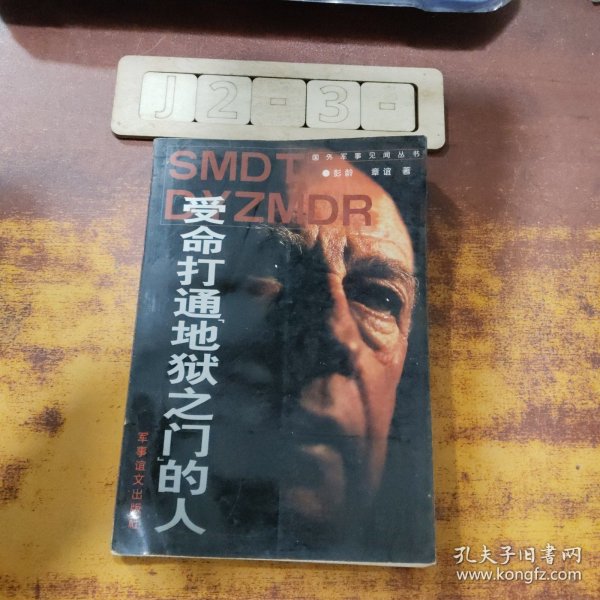 J2-3-
国外军事见闻丛书
SMDT
●彭龄 章谊 著
DYZMDR
受命打通“地狱之门”的人
军事谊文出版社
孔夫子旧书网
www.kongfz.com